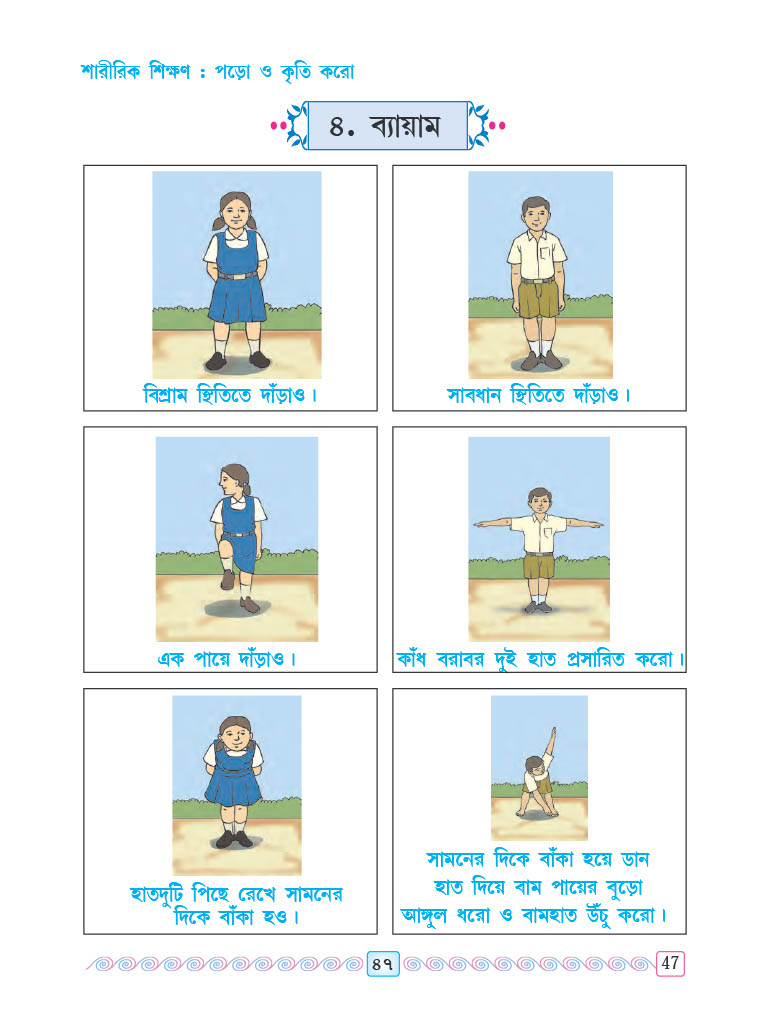 শারীরিক শিক্ষণ : পড়ো ও কৃতি করো
৪. ব্যায়াম
বিশ্রাম স্থিতিতে দাঁড়াও।
সাবধান স্থিতিতে দাঁড়াও।
এক পায়ে দাঁড়াও।
কাঁধ বরাবর দুই হাত প্রসারিত করো।
হাতদুটি পিছে রেখে সামনের
দিকে বাঁকা হও।
সামনের দিকে বাঁকা হয়ে ডান
হাত দিয়ে বাম পায়ের বুড়ো
আঙ্গুল ধরো ও বামহাত উঁচু করো।
৪৭
47